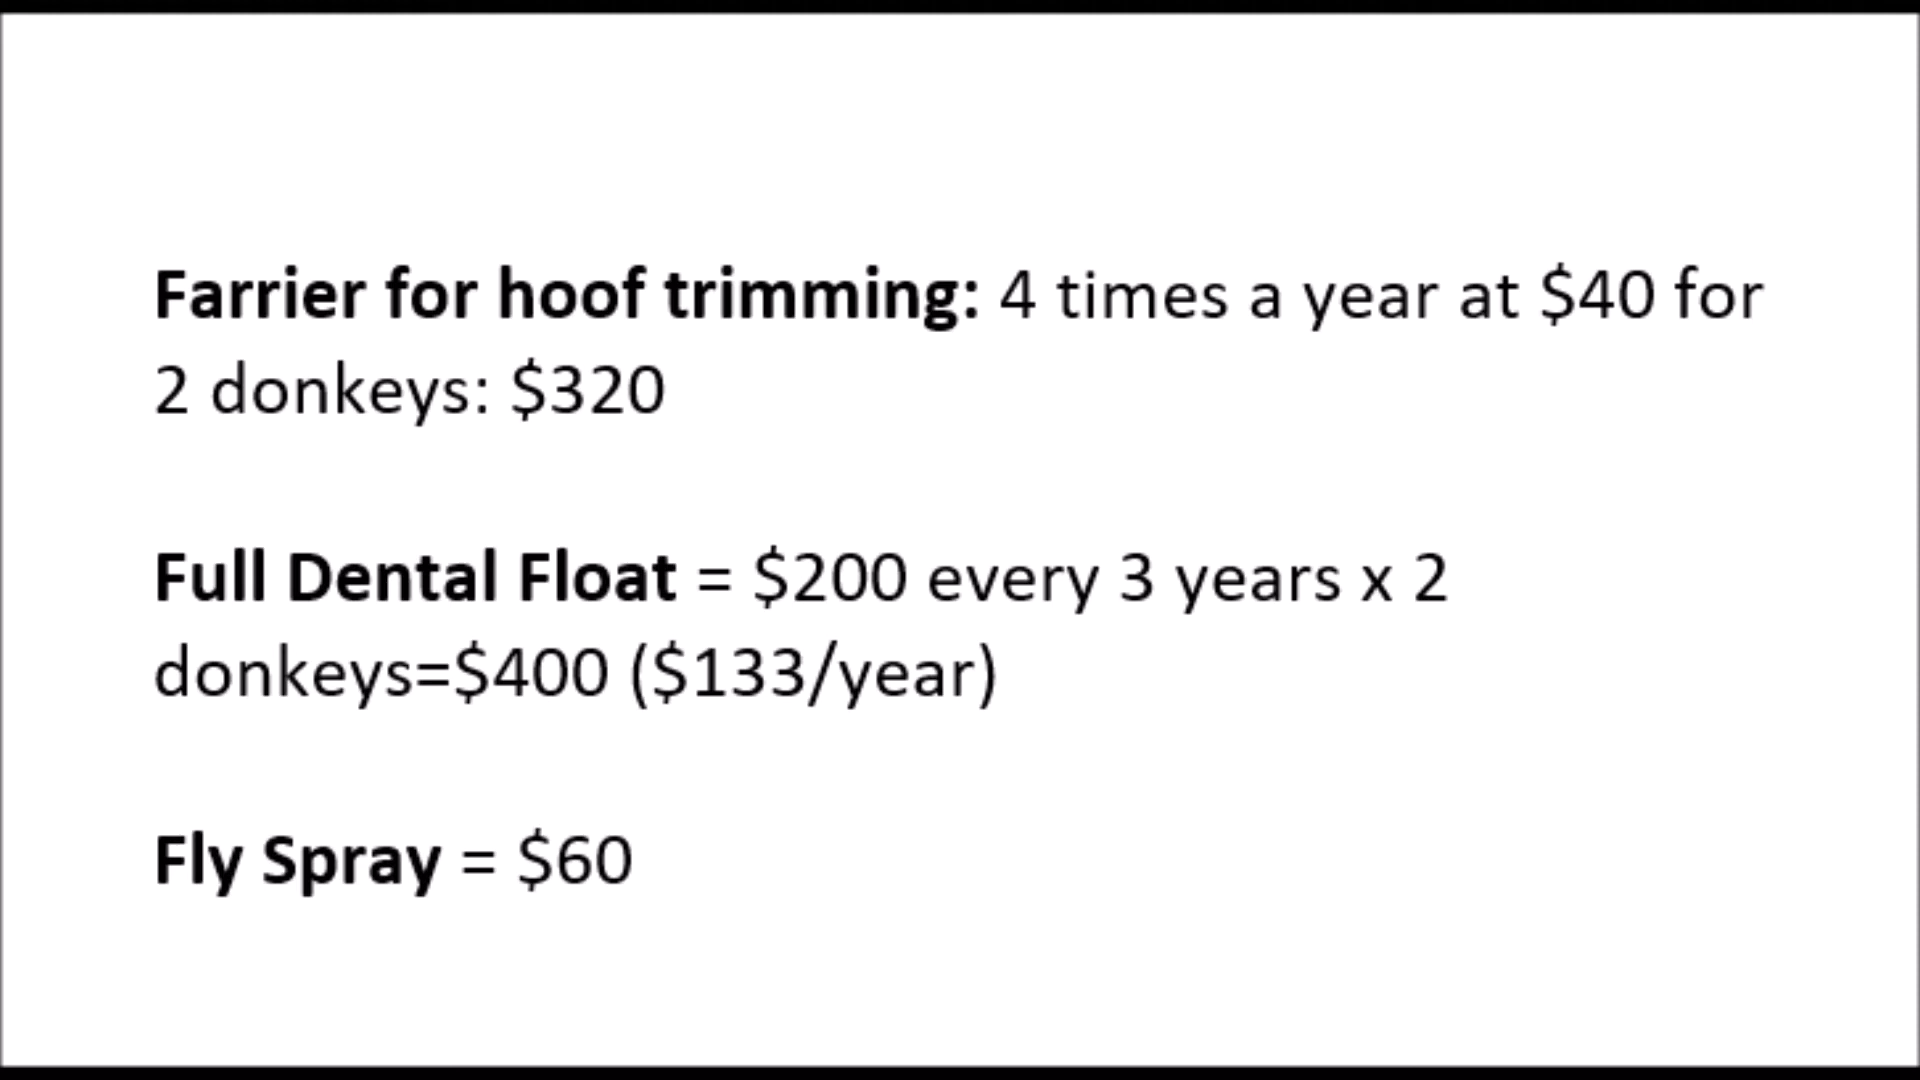 Farrier for hoof trimming: 4 times a year at $40 for
2 donkeys: $320
Full Dental Float = $200 every 3 years x 2
donkeys=$400 ($133/year)
Fly Spray = $60